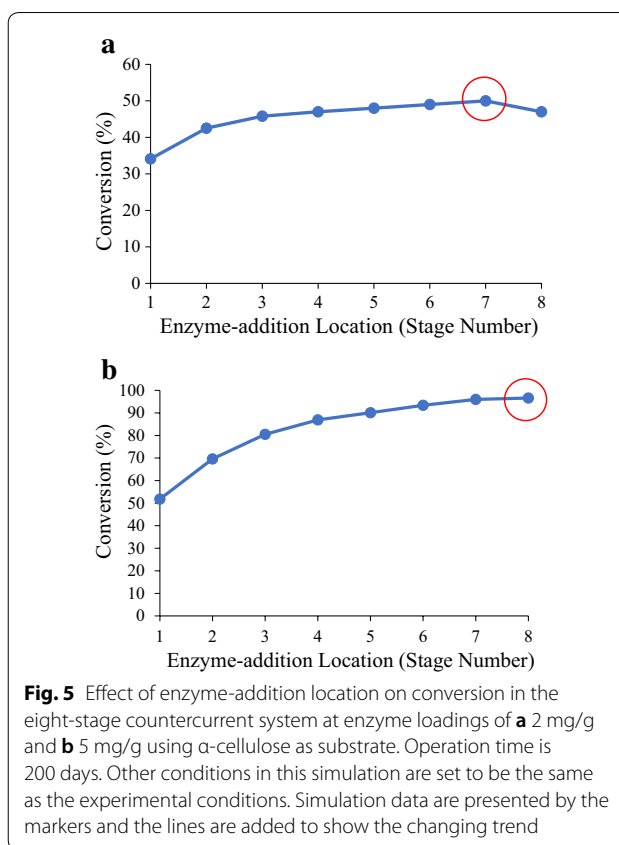 a
60
50
40
30
20
10
0
Conversion (%)
1 2 3 4 5 6 7 8
Enzyme-addition Location (Stage Number)
b
100
90
80
70
60
50
40
30
20
10
0
Conversion (%)
1 2 3 4 5 6 7 8
Enzyme-addition Location (Stage Number)
Fig. 5 Effect of enzyme-addition location on conversion in the
eight-stage countercurrent system at enzyme loadings of a 2 mg/g
and b 5 mg/g using α-cellulose as substrate. Operation time is
200 days. Other conditions in this simulation are set to be the same
as the experimental conditions. Simulation data are presented by the
markers and the lines are added to show the changing trend